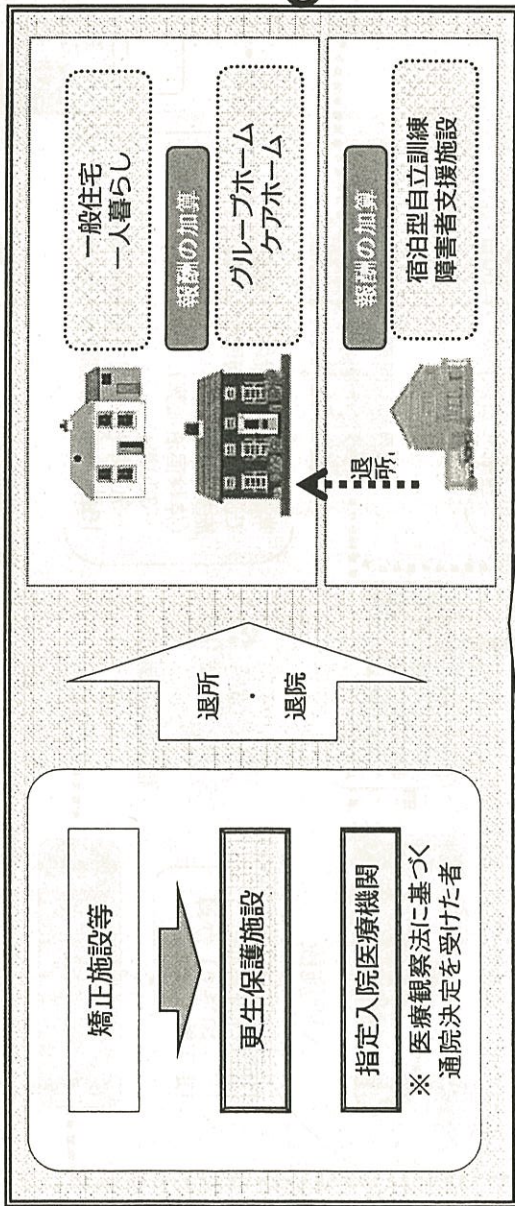 矯正施設等
更生保護施設
指定入院医療機関
※ 医療観察法に基づく
通院決定を受けた者
退所
・
退院
一般住宅
一人暮らし
報酬の加算
グループホーム
ケアホーム
退所
報酬の加算
宿泊型自立訓練
障害者支援施設